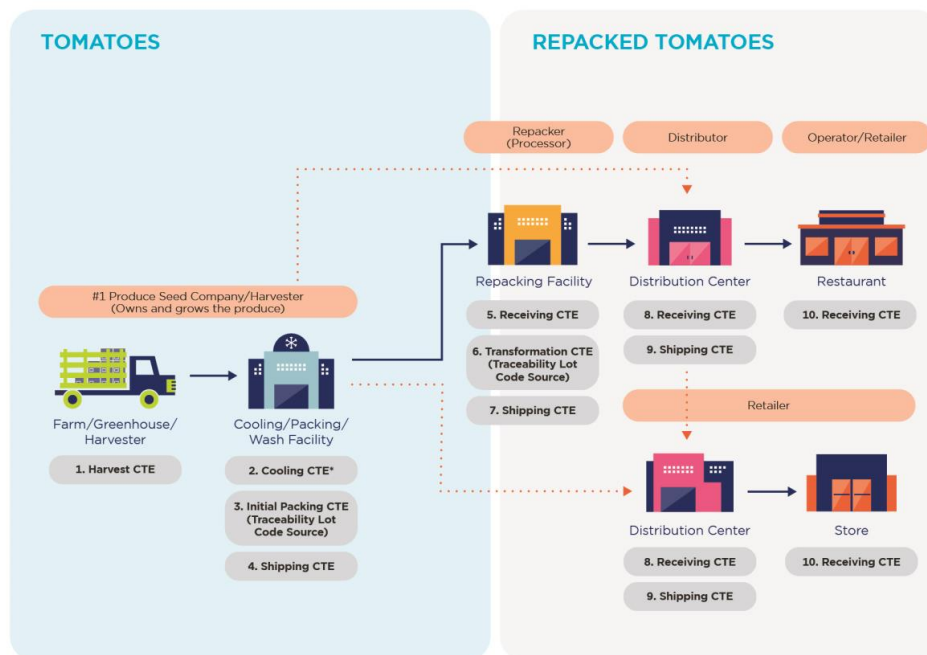 TOMATOES
REPACKED TOMATOES
Repacker
(Processor)
Distributor
Operator/Retailer
#1 Produce Seed Company/Harvester
(Owns and grows the produce)
Repacking Facility
Distribution Center
Restaurant
5. Receiving CTE
8. Receiving CTE
10. Receiving CTE
6. Transformation CTE
(Traceability Lot
Code Source)
9. Shipping CTE
7. Shipping CTE
Retailer
Farm/Greenhouse/
Harvester
Cooling/Packing/
Wash Facility
1. Harvest CTE
2. Cooling CTE*
3. Initial Packing CTE
(Traceability Lot
Code Source)
4. Shipping CTE
Distribution Center
Store
8. Receiving CTE
10. Receiving CTE
9. Shipping CTE